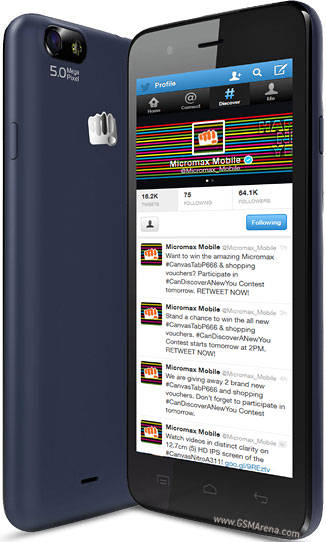 5.0 Mega
Pixel
Profile
Home
Connect
Discover
Me
Micromax Mobile
@Micromax_Mobile
16.2K
TWEETS
75
FOLLOWING
64.1K
FOLLOWERS
Following
Micromax Mobile @Micromax_Mobile
Want to win the amazing Micromax
#CanvasTabP666 & shopping
vouchers? Participate in
#CanDiscoverANewYou Contest
tomorrow. RETWEET NOW!
Micromax Mobile @Micromax_Mobile
Stand a chance to win the all new
#CanvasTabP666 & shopping
vouchers. #CanDiscoverANewYou
Contest starts tomorrow at 2PM,
RETWEET NOW!
Micromax Mobile @Micromax_Mobile
We are giving away 2 brand new
#CanvasTabP666 and shopping
vouchers. Don't forget to participate in
#CanDiscoverANewYou Contest
tomorrow.
Micromax Mobile @Micromax_Mobile
Watch videos in distinct clarity on
12.7cm (5) HD IPS screen of the
#CanvasNitroA311! goo.gl/9REztv
www.GSMArena.com